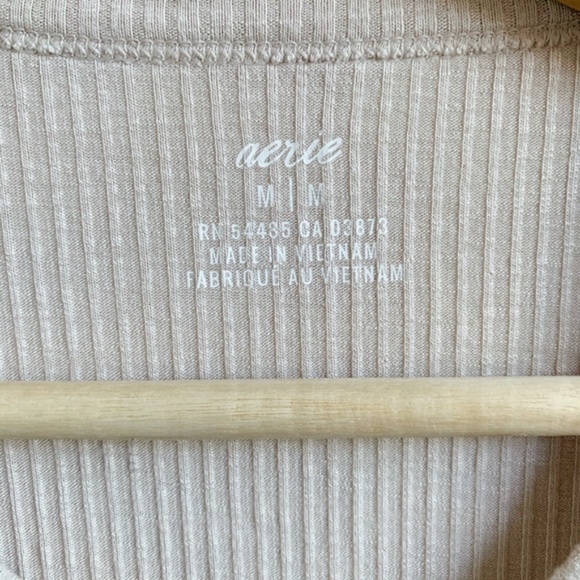 aerie
M | M
RN 54485 CA 03873
MADE IN VIETNAM
FABRIQUÉ AU VIETNAM